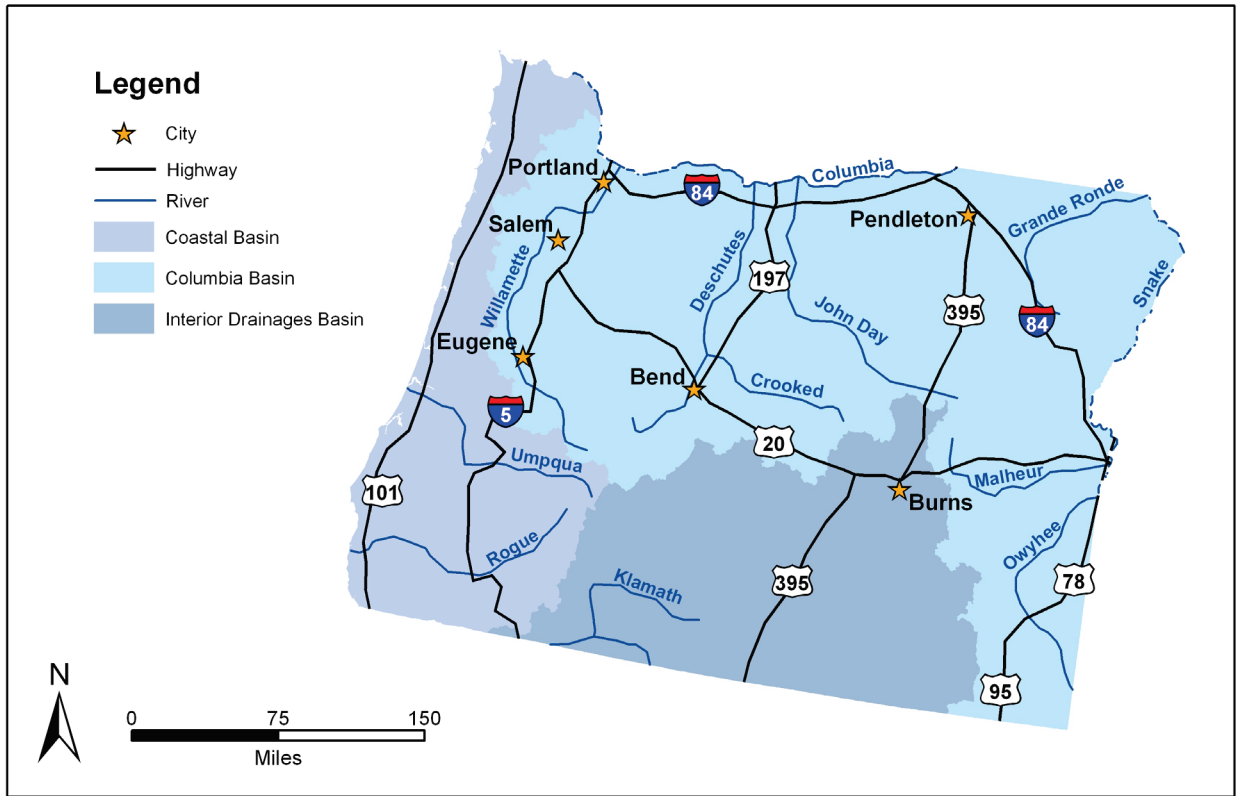 Legend
City
Highway
River
Coastal Basin
Columbia Basin
Interior Drainages Basin
Portland
84
Columbia
Grande Ronde
Pendleton
Salem
Snake
Willamette
Deschutes
197
John Day
395
84
Eugene
Bend
Crooked
5
20
Umpqua
Malheur
101
Burns
Rogue
Owyhee
Klamath
395
78
95
N
0 75 150
Miles